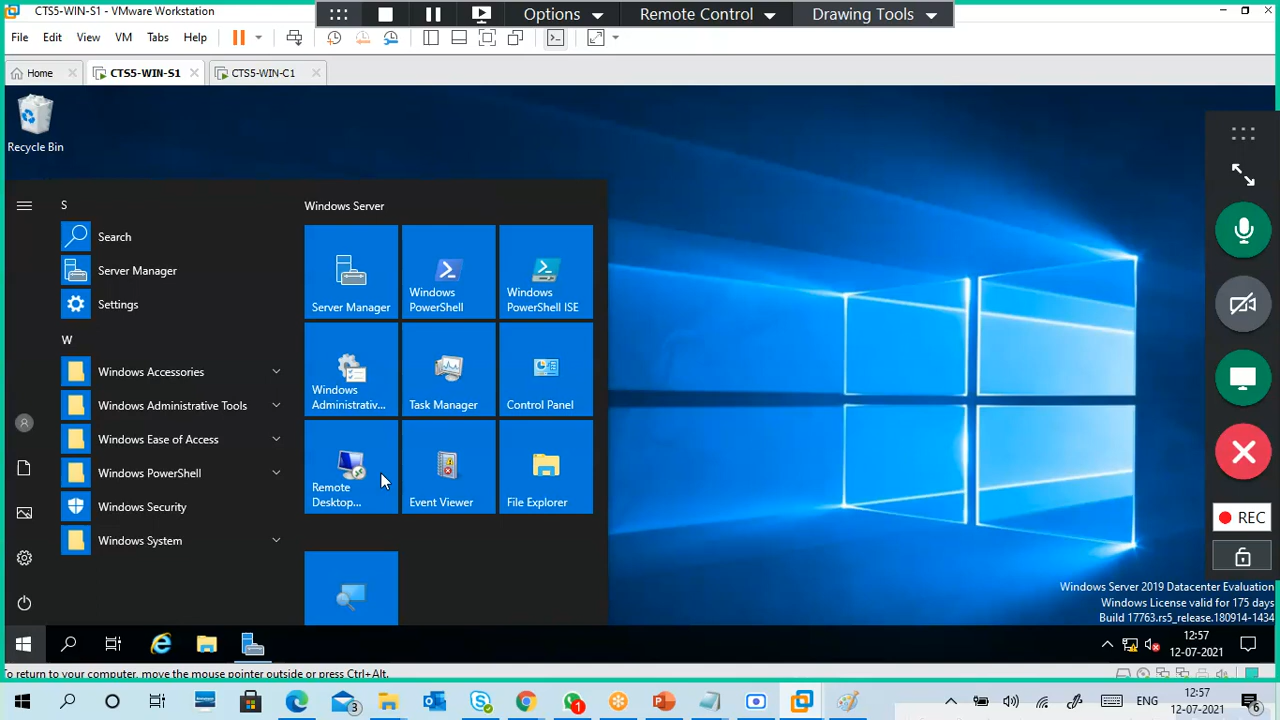 CTS5-WIN-S1 - VMware Workstation
Options
Remote Control
Drawing Tools
File Edit View VM Tabs Help
Home
CTS5-WIN-S1
CTS5-WIN-C1
Recycle Bin
S
Search
Server Manager
Settings
W
Windows Accessories
Windows Administrative Tools
Windows Ease of Access
Windows PowerShell
Windows Security
Windows System
Windows Server
Server Manager
Windows
PowerShell
Windows
PowerShell ISE
Windows
Administrativ...
Task Manager
Control Panel
Remote
Desktop...
Event Viewer
File Explorer
REC
Windows Server 2019 Datacenter Evaluation
Windows License valid for 175 days
Build 17763.rs5_release.180914-1434
12:57
12-07-2021
To return to your computer, move the mouse pointer outside or press Ctrl+Alt.
3
1
ENG
12:57
12-07-2021
6